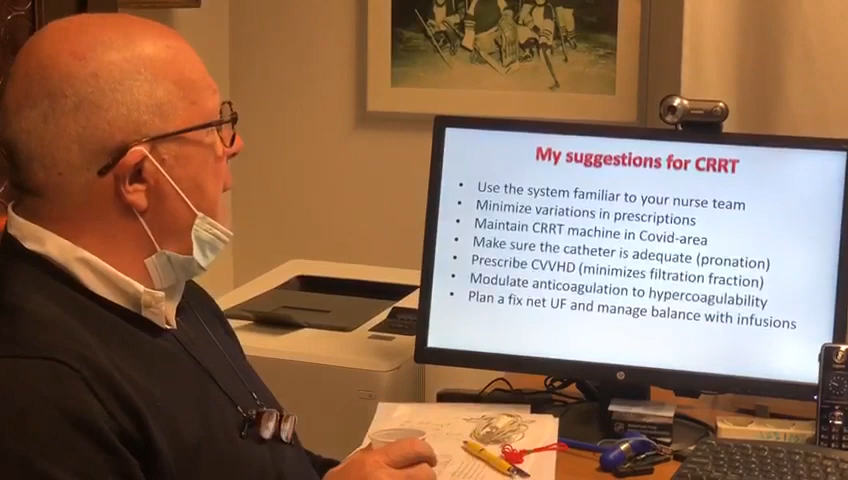 My suggestions for CRRT
• Use the system familiar to your nurse team
• Minimize variations in prescriptions
• Maintain CRRT machine in Covid-area
• Make sure the catheter is adequate (pronation)
• Prescribe CVVHD (minimizes filtration fraction)
• Modulate anticoagulation to hypercoagulability
• Plan a fix net UF and manage balance with infusions
hp